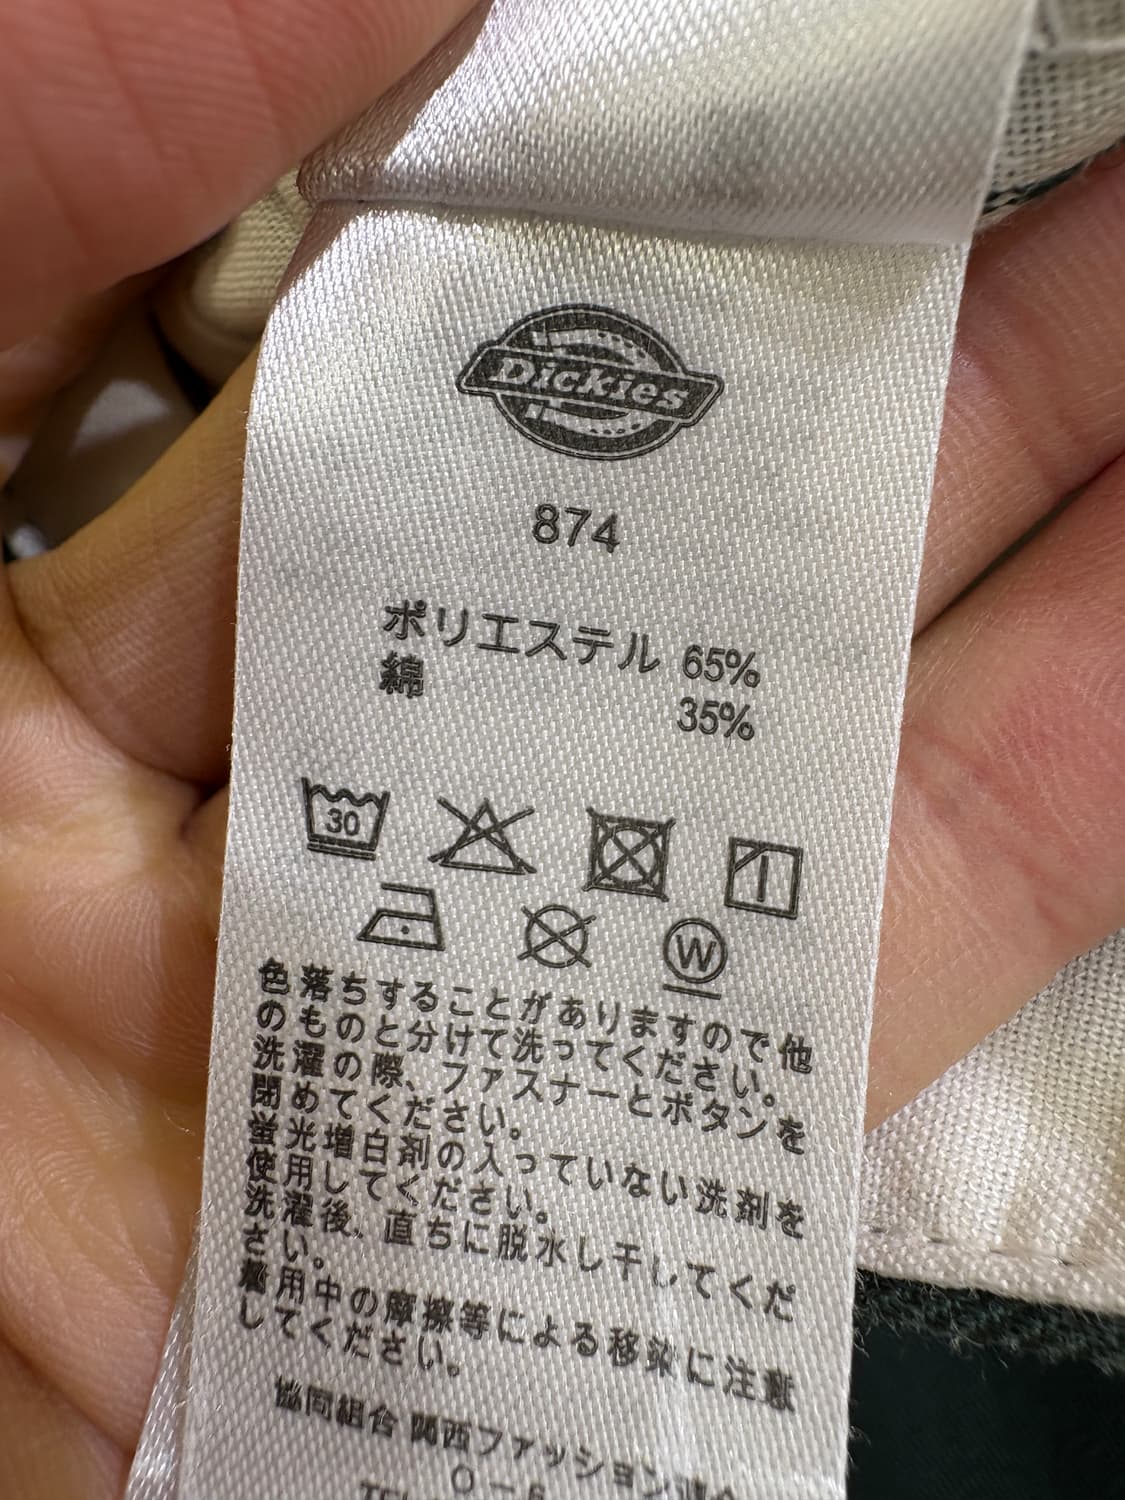 Dickies
874
ポリエステル 65%
綿 35%
30
W
色落ちすることがありますので他
のものと分けて洗ってください。
洗濯の際、ファスナーとボタンを
閉めてください。
蛍光増白剤の入っていない洗剤を
使用してください。
洗濯後、直ちに脱水し干してくだ
さい。
着用中の摩擦等による移染に注意
してください。
協同組合 関西ファッション連合